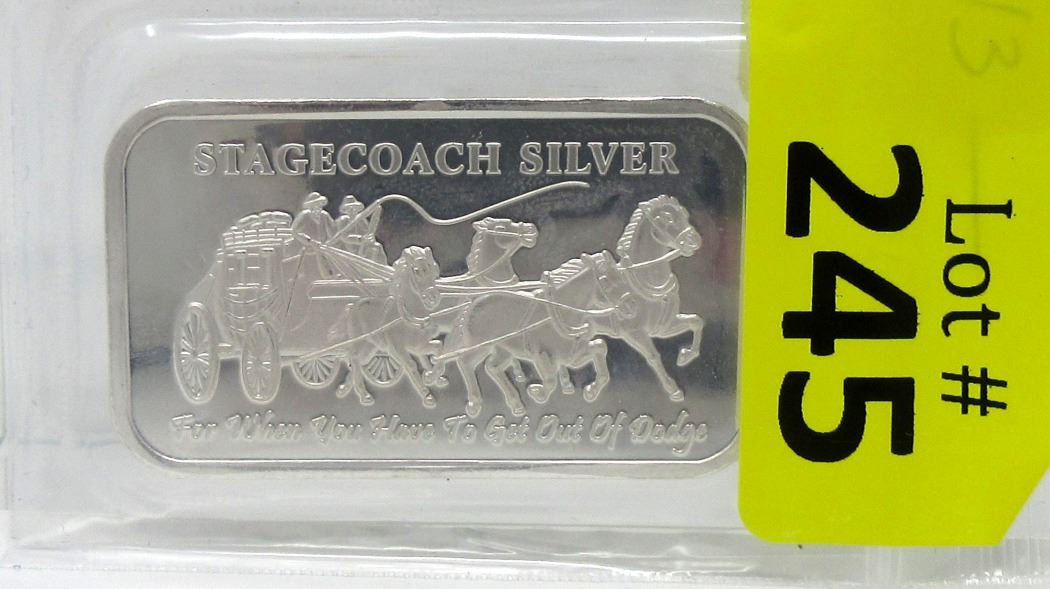 STAGECOACH SILVER
For When You Have To Get Out Of Dodge
Lot #
245